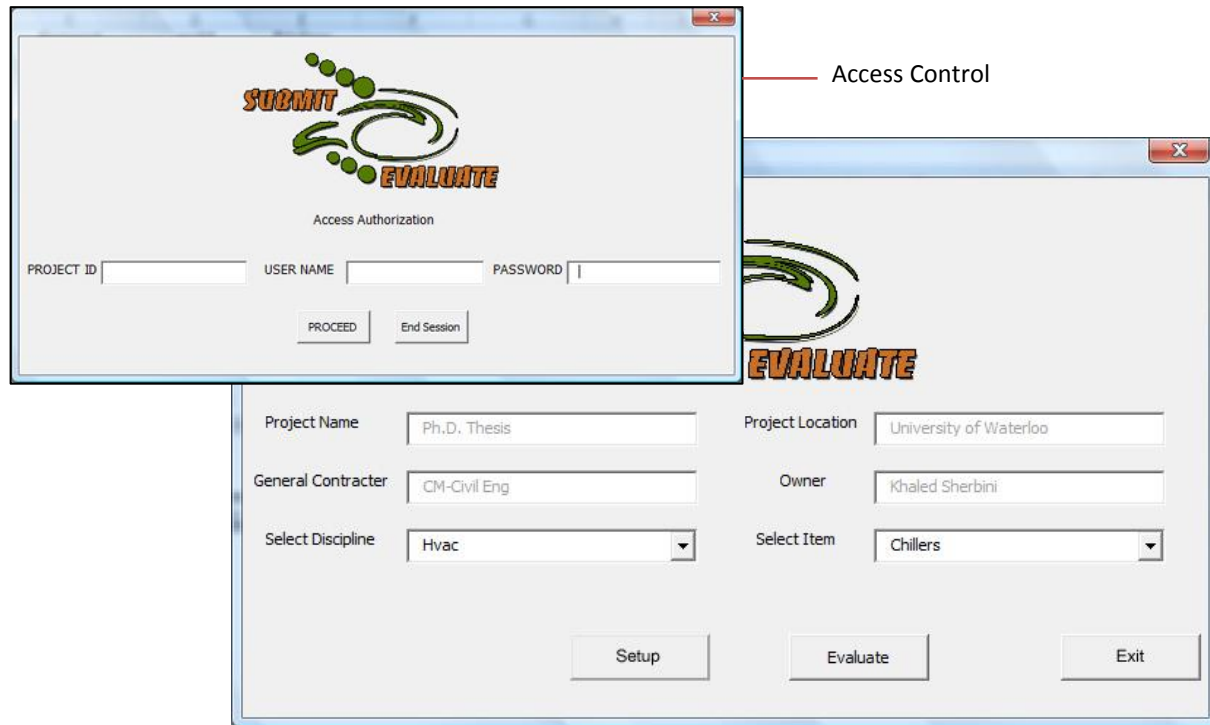 X
SUBMIT
EVALUATE
Access Authorization
PROJECT ID USER NAME PASSWORD
PROCEED End Session
Access Control
X
EVALUATE
Project Name Ph.D. Thesis Project Location University of Waterloo
General Contracter CM-Civil Eng Owner Khaled Sherbini
Select Discipline Hvac Select Item Chillers
Setup Evaluate Exit